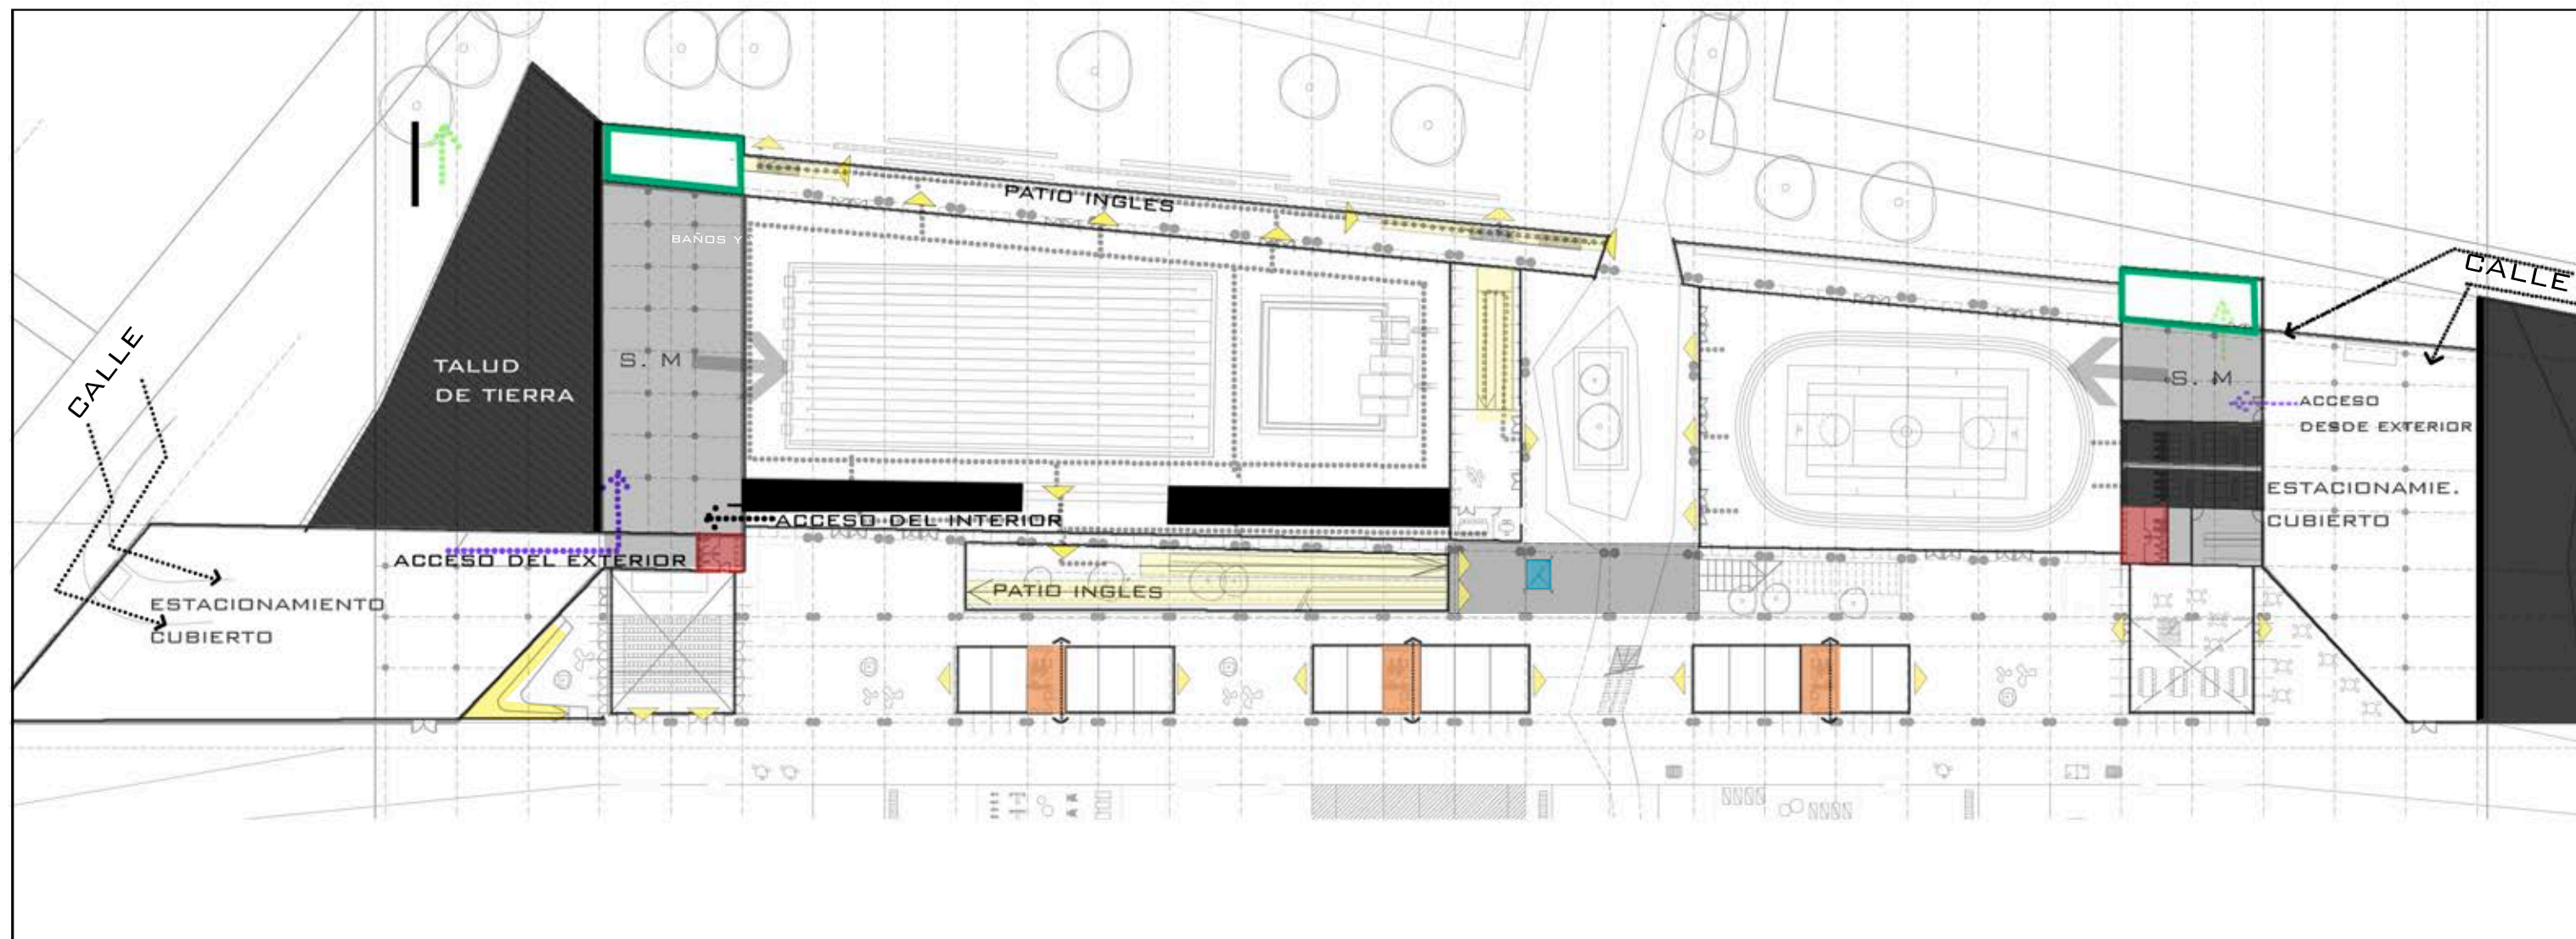 PATIO INGLES
BAÑOS Y
CALLE
CALLE
TALUD
DE TIERRA
S. M
S. M
ACCESO
DESDE EXTERIOR
ESTACIONAMIE.
CUBIERTO
ACCESO DEL INTERIOR
ACCESO DEL EXTERIOR
PATIO INGLES
ESTACIONAMIENTO
CUBIERTO